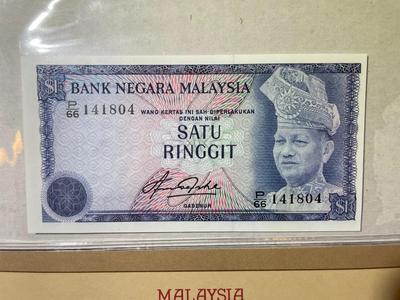 $1 BANK NEGARA MALAYSIA
P/66 141804
WANG KERTAS INI SAH DIPERLAKUKAN
DENGAN NILAI
SATU
RINGGIT
GABENUR
P/66 141804
$1
MALAYSIA